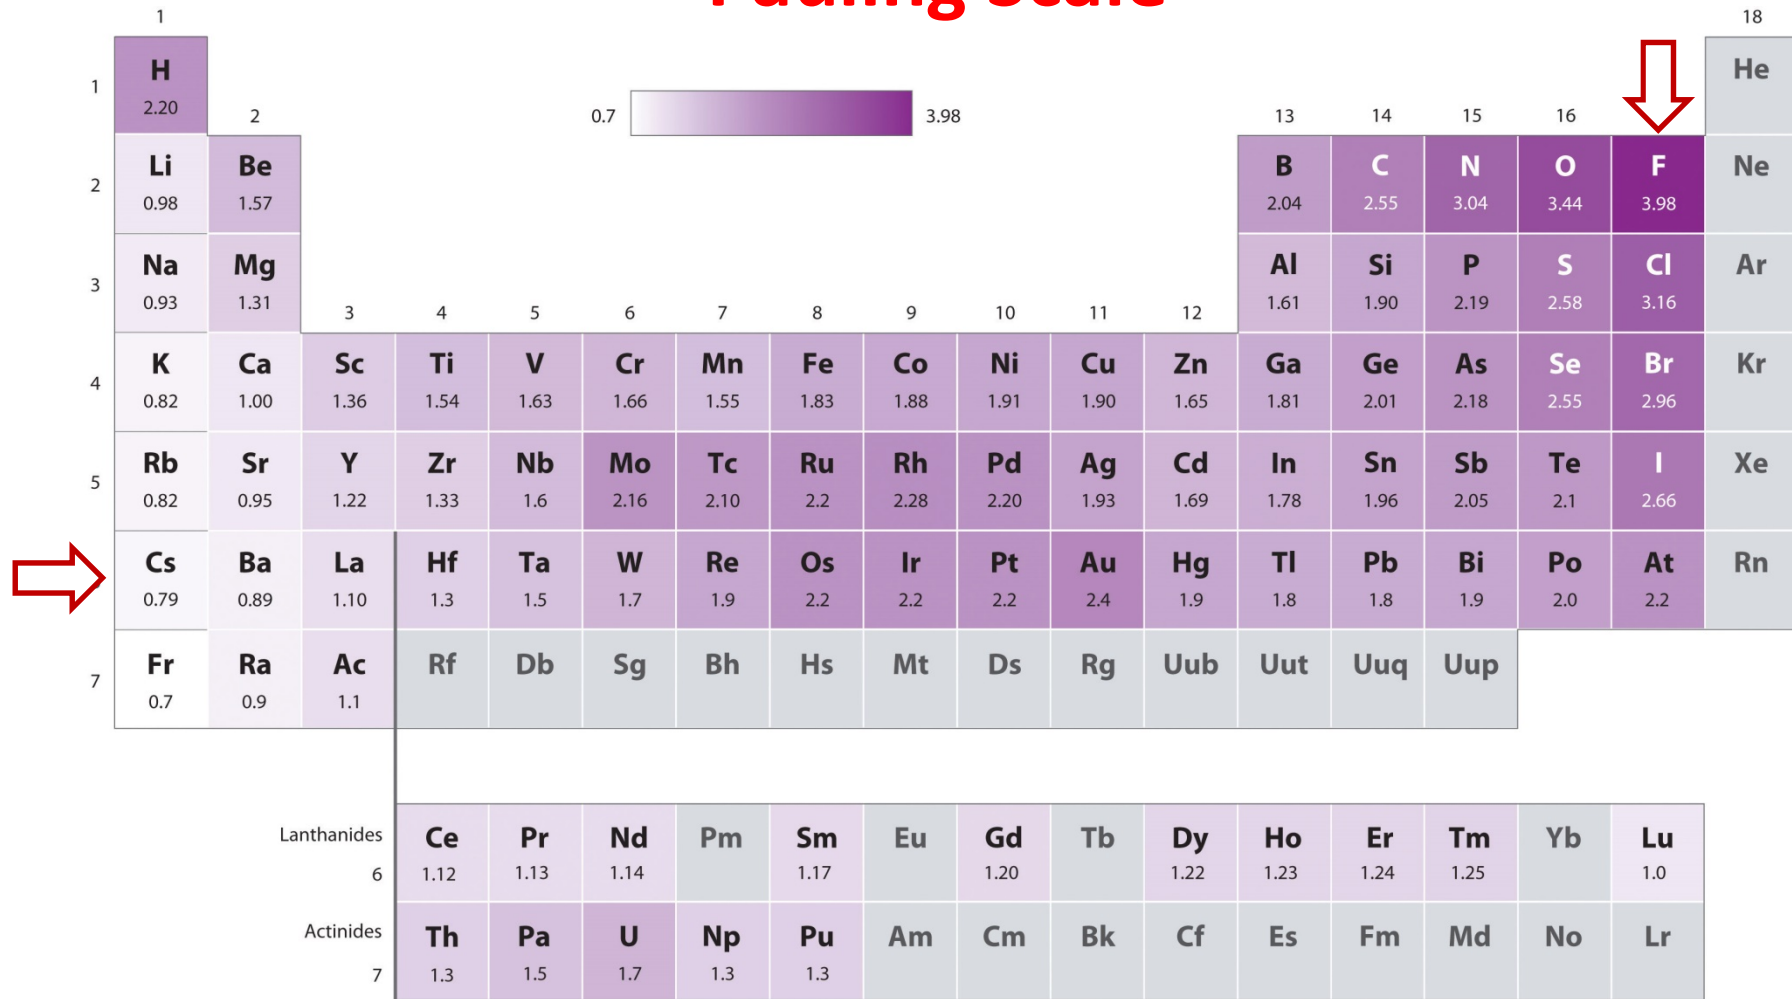 Pauling Scale
1 18
1 H He
2.20
2 0.7 3.98 13 14 15 16
2 Li Be B C N O F Ne
0.98 1.57 2.04 2.55 3.04 3.44 3.98
3 Na Mg Al Si P S Cl Ar
0.93 1.31 3 4 5 6 7 8 9 10 11 12 1.61 1.90 2.19 2.58 3.16
4 K Ca Sc Ti V Cr Mn Fe Co Ni Cu Zn Ga Ge As Se Br Kr
0.82 1.00 1.36 1.54 1.63 1.66 1.55 1.83 1.88 1.91 1.90 1.65 1.81 2.01 2.18 2.55 2.96
5 Rb Sr Y Zr Nb Mo Tc Ru Rh Pd Ag Cd In Sn Sb Te I Xe
0.82 0.95 1.22 1.33 1.6 2.16 2.10 2.2 2.28 2.20 1.93 1.69 1.78 1.96 2.05 2.1 2.66
Cs Ba La Hf Ta W Re Os Ir Pt Au Hg Tl Pb Bi Po At Rn
0.79 0.89 1.10 1.3 1.5 1.7 1.9 2.2 2.2 2.2 2.4 1.9 1.8 1.8 1.9 2.0 2.2
7 Fr Ra Ac Rf Db Sg Bh Hs Mt Ds Rg Uub Uut Uuq Uup
0.7 0.9 1.1
Lanthanides Ce Pr Nd Pm Sm Eu Gd Tb Dy Ho Er Tm Yb Lu
6 1.12 1.13 1.14 1.17 1.20 1.22 1.23 1.24 1.25 1.0
Actinides Th Pa U Np Pu Am Cm Bk Cf Es Fm Md No Lr
7 1.3 1.5 1.7 1.3 1.3